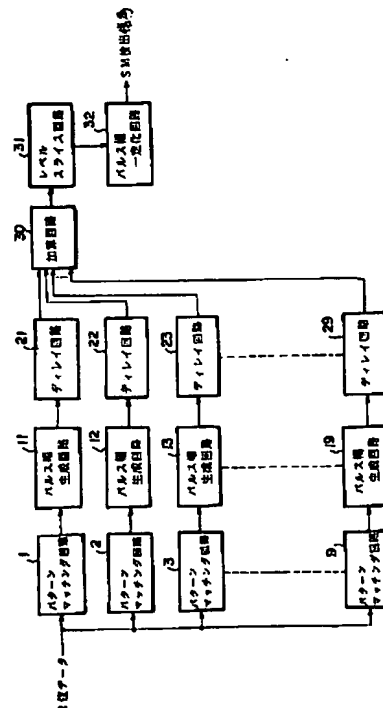 1
パターン
マッチング回路
11
パルス幅
生成回路
21
ディレイ回路
2
パターン
マッチング回路
12
パルス幅
生成回路
22
ディレイ回路
3
パターン
マッチング回路
13
パルス幅
生成回路
23
ディレイ回路
9
パターン
マッチング回路
19
パルス幅
生成回路
29
ディレイ回路
30
加算回路
31
レベル
スライス回路
32
パルス幅
一定化回路
SM検出信号
位データー